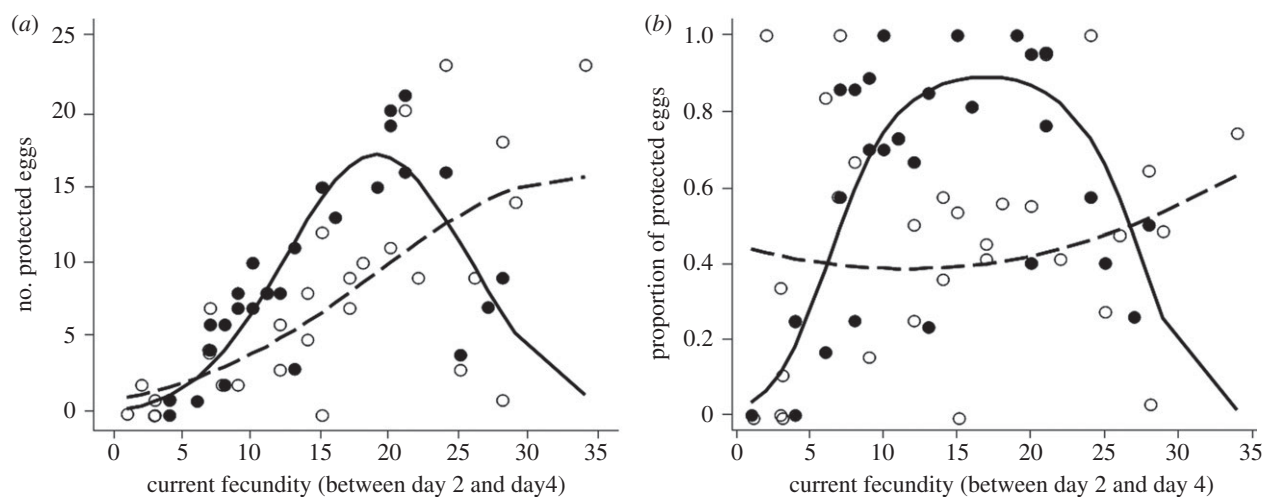 (a)
25
20
15
10
5
0
no. protected eggs
0 5 10 15 20 25 30 35
current fecundity (between day 2 and day4)
(b)
1.0
0.8
0.6
0.4
0.2
0
proportion of protected eggs
0 5 10 15 20 25 30 35
current fecundity (between day 2 and day 4)